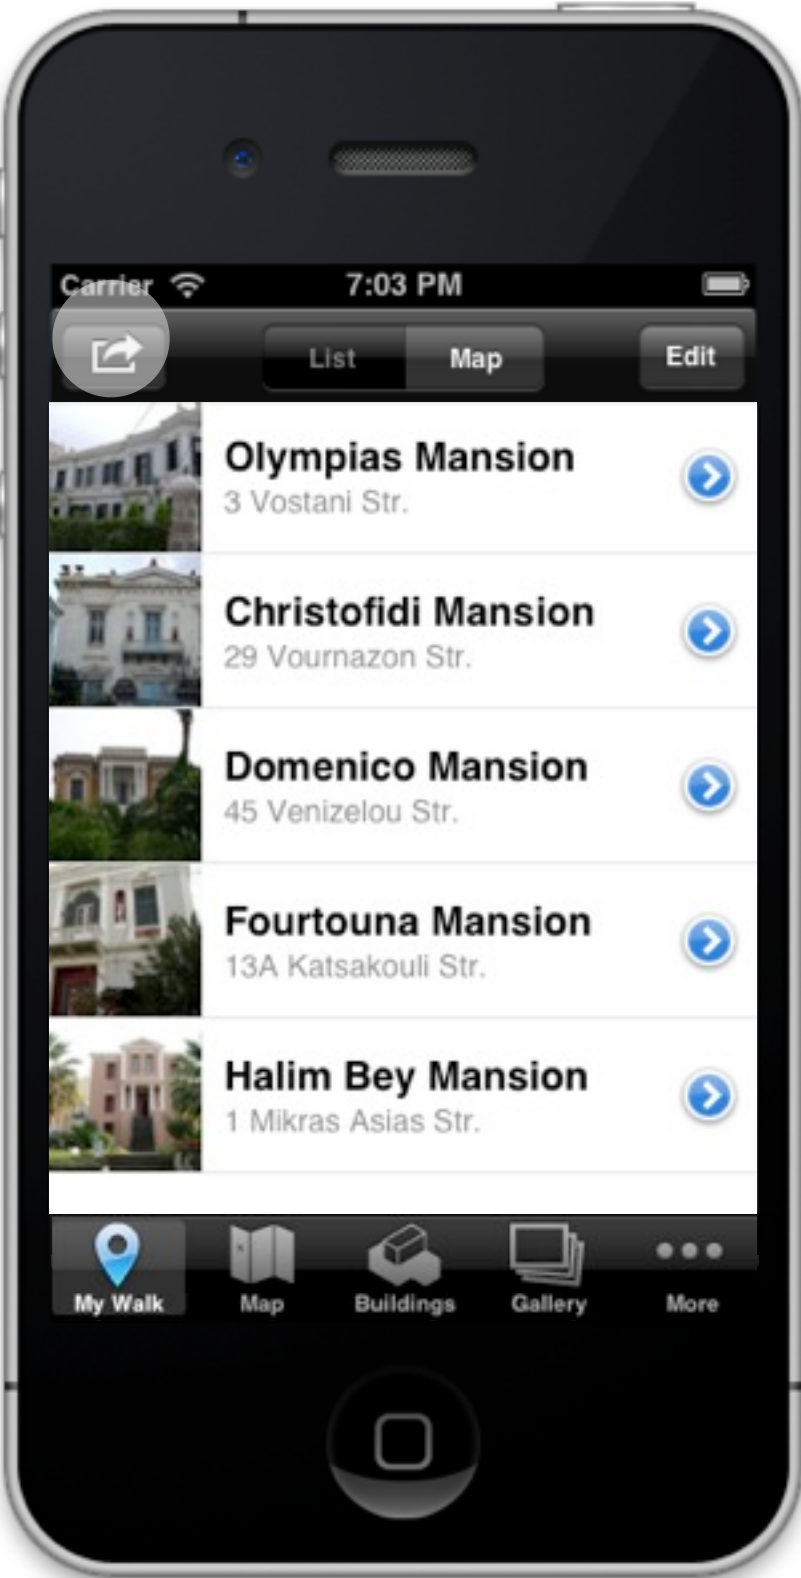 Carrier 7:03 PM
List Map Edit
Olympias Mansion
3 Vostani Str.
Christofidi Mansion
29 Vournazon Str.
Domenico Mansion
45 Venizelou Str.
Fourtouna Mansion
13A Katsakouli Str.
Halim Bey Mansion
1 Mikras Asias Str.
My Walk Map Buildings Gallery More